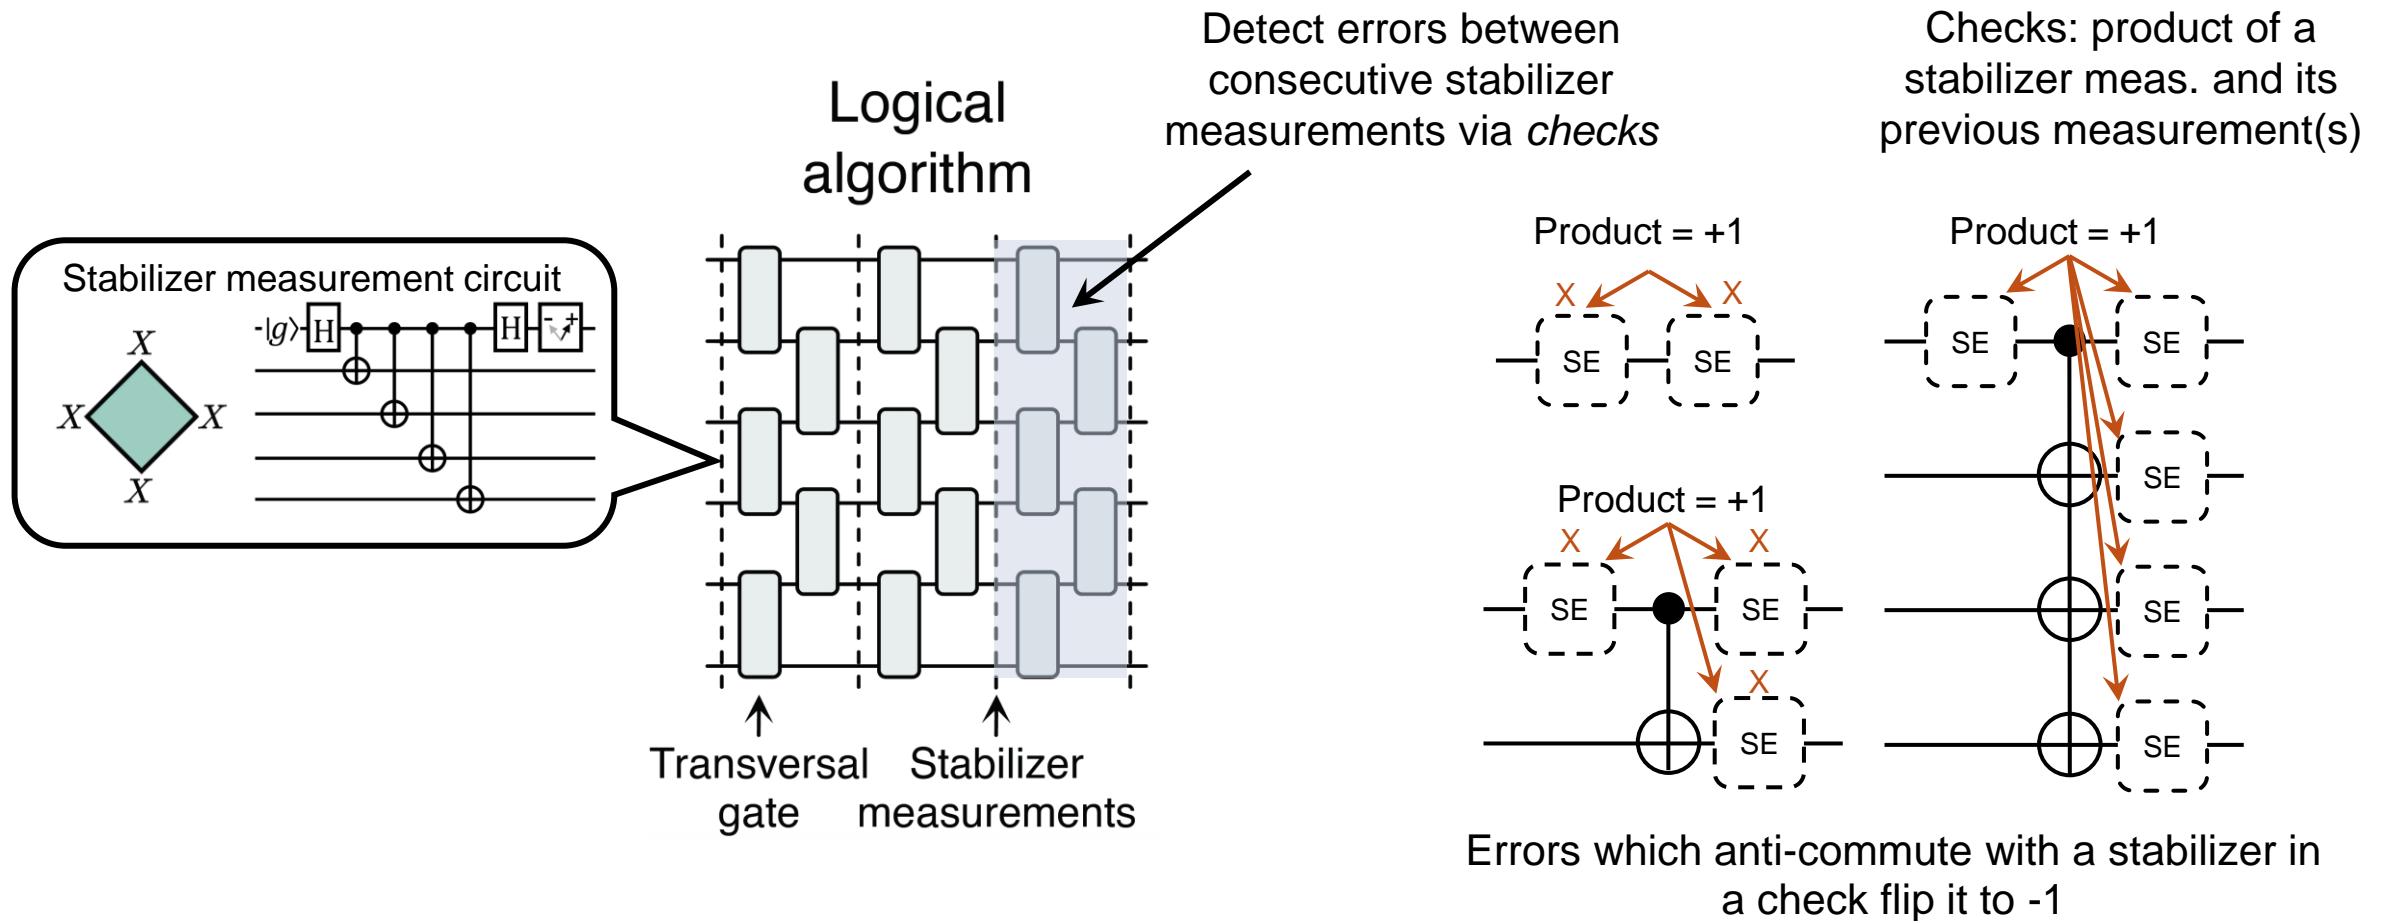 Detect errors between
consecutive stabilizer
measurements via checks
Checks: product of a
stabilizer meas. and its
previous measurement(s)
Logical
algorithm
Stabilizer measurement circuit
X
X
X
X
-|g⟩
H
H
- +
Transversal
gate
Stabilizer
measurements
Product = +1
X
X
SE
SE
Product = +1
X
X
SE
SE
X
SE
Product = +1
SE
SE
SE
SE
SE
Errors which anti-commute with a stabilizer in
a check flip it to -1